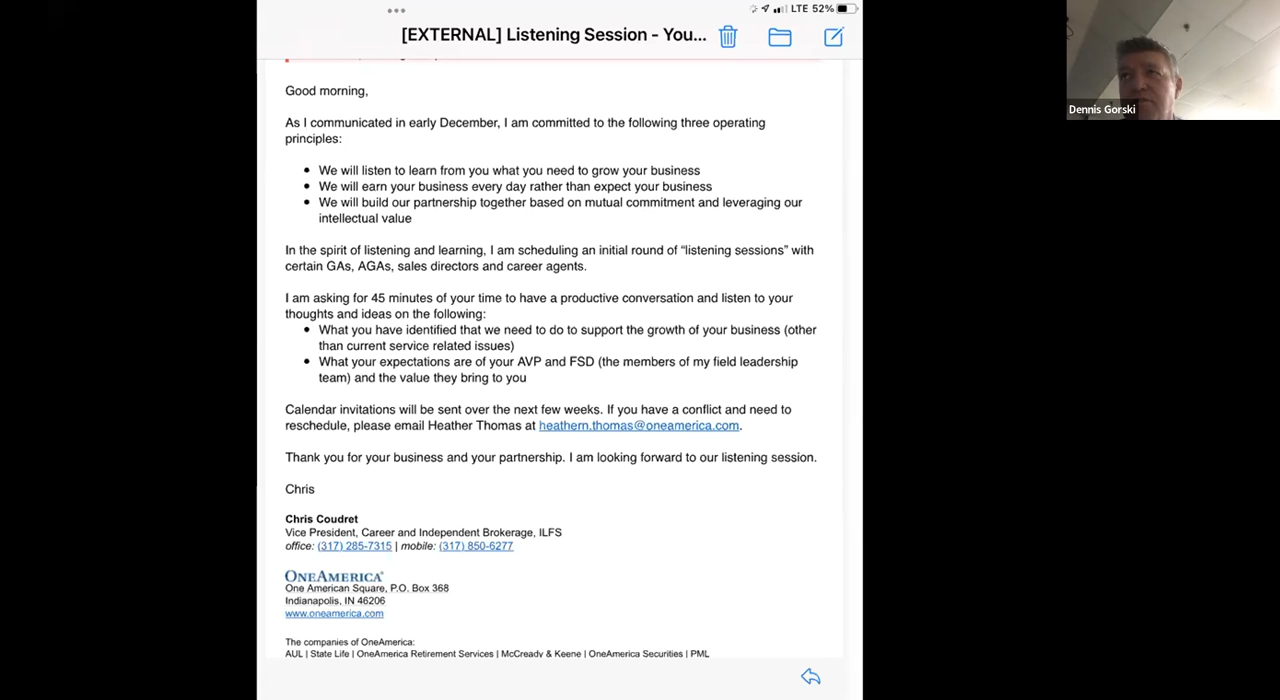 LTE 52%
[EXTERNAL] Listening Session - You...
Dennis Gorski
Good morning,
As I communicated in early December, I am committed to the following three operating
principles:
• We will listen to learn from you what you need to grow your business
• We will earn your business every day rather than expect your business
• We will build our partnership together based on mutual commitment and leveraging our
intellectual value
In the spirit of listening and learning, I am scheduling an initial round of “listening sessions” with
certain GAs, AGAs, sales directors and career agents.
I am asking for 45 minutes of your time to have a productive conversation and listen to your
thoughts and ideas on the following:
• What you have identified that we need to do to support the growth of your business (other
than current service related issues)
• What your expectations are of your AVP and FSD (the members of my field leadership
team) and the value they bring to you
Calendar invitations will be sent over the next few weeks. If you have a conflict and need to
reschedule, please email Heather Thomas at heathern.thomas@oneamerica.com.
Thank you for your business and your partnership. I am looking forward to our listening session.
Chris
Chris Coudret
Vice President, Career and Independent Brokerage, ILFS
office: (317) 285-7315 | mobile: (317) 850-6277
ONEAMERICA®
One American Square, P.O. Box 368
Indianapolis, IN 46206
www.oneamerica.com
The companies of OneAmerica:
AUL | State Life | OneAmerica Retirement Services | McCready & Keene | OneAmerica Securities | PML